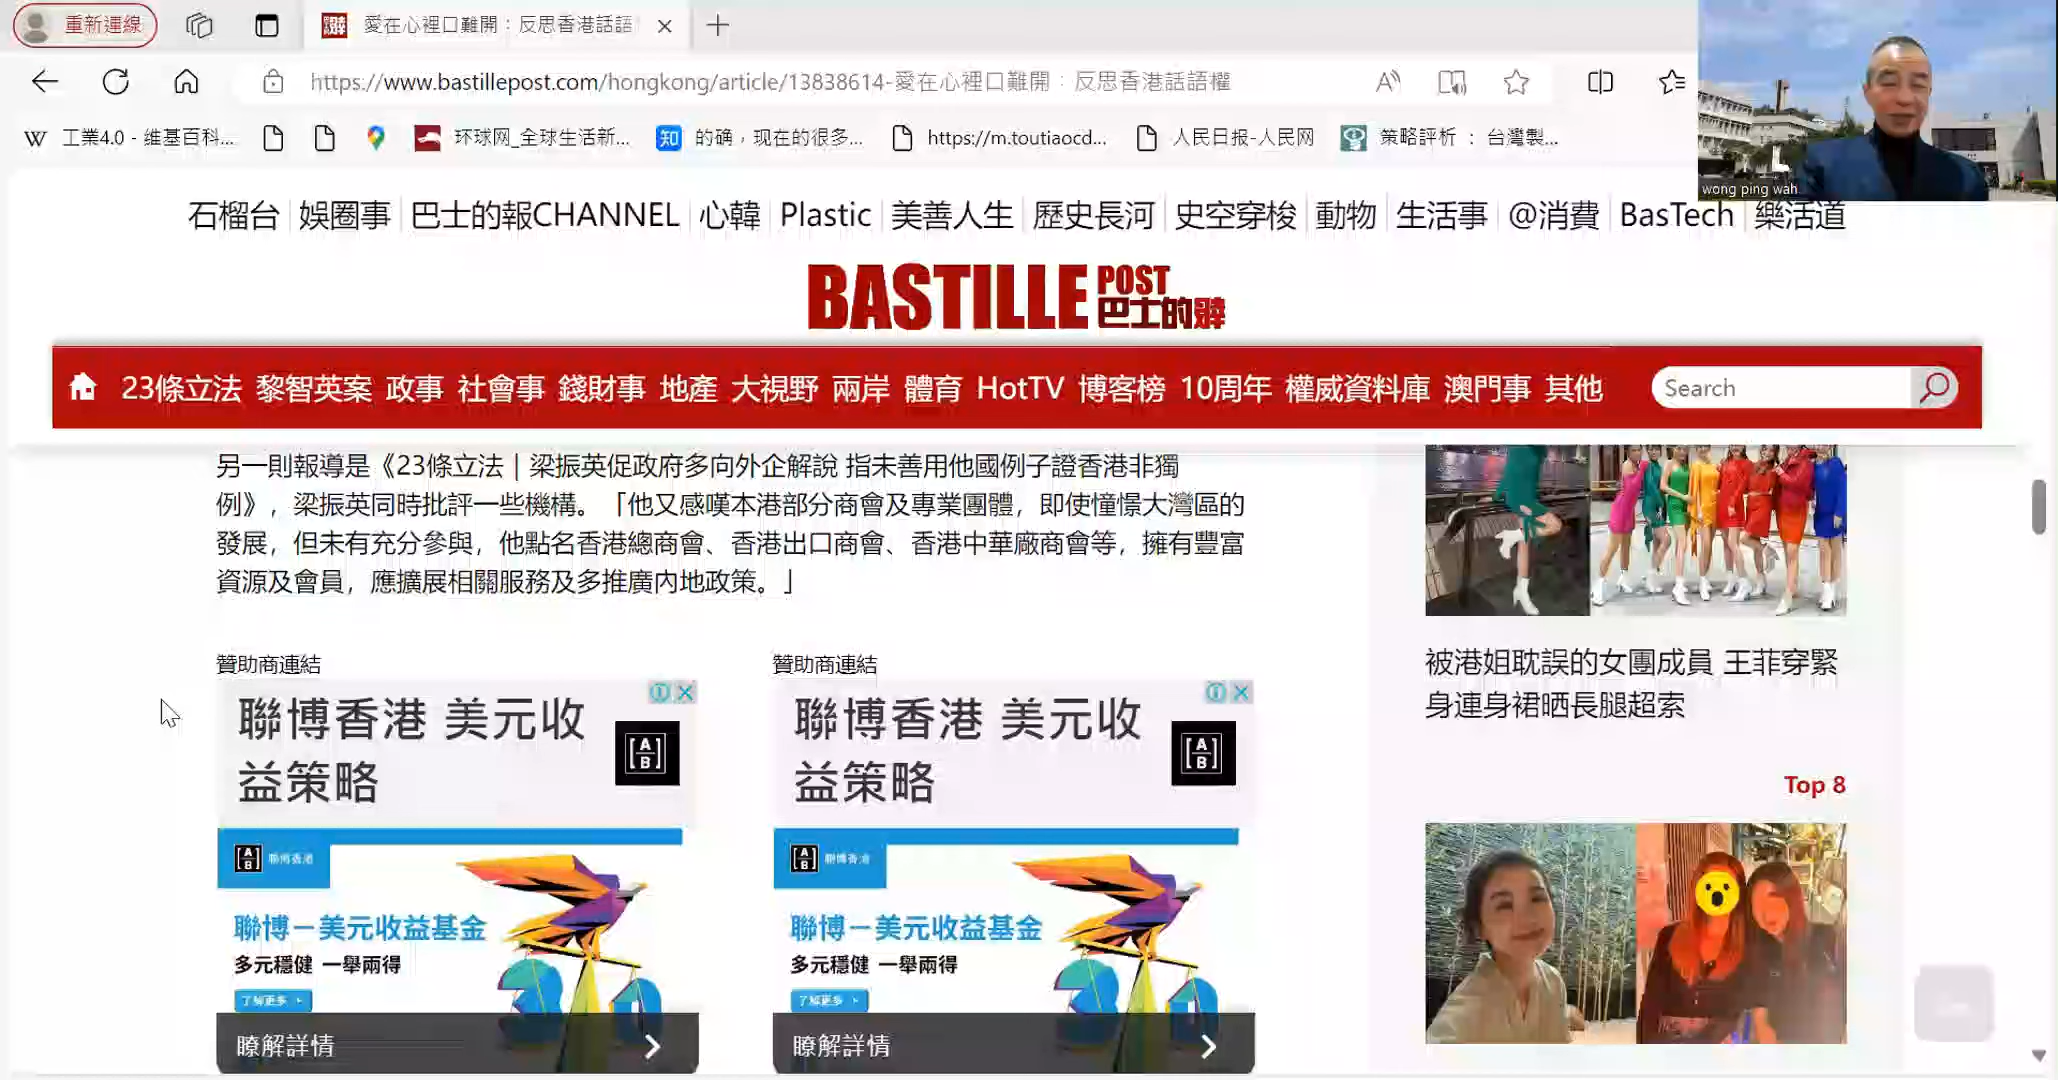 重新連線
愛在心裡口難開：反思香港話語
https://www.bastillepost.com/hongkong/article/13838614-愛在心裡口難開：反思香港話語權
W 工業4.0 - 維基百科...
环球网_全球生活新...
知 的确，现在的很多...
https://m.toutiaocd...
人民日报-人民网
策略評析 ： 台灣製...
wong ping wah
石榴台 娛圈事 巴士的報CHANNEL 心韓 Plastic 美善人生 歷史長河 史空穿梭 動物 生活事 @消費 BasTech 樂活道
BASTILLE POST 巴士的報
23條立法 黎智英案 政事 社會事 錢財事 地產 大視野 兩岸 體育 HotTV 博客榜 10周年 權威資料庫 澳門事 其他 Search
另一則報導是《23條立法｜梁振英促政府多向外企解說 指未善用他國例子證香港非獨
例》，梁振英同時批評一些機構。「他又感嘆本港部分商會及專業團體，即使憧憬大灣區的
發展，但未有充分參與，他點名香港總商會、香港出口商會、香港中華廠商會等，擁有豐富
資源及會員，應擴展相關服務及多推廣內地政策。」
贊助商連結
聯博香港 美元收
益策略
[A B]
[A B] 聯博香港
聯博－美元收益基金
多元穩健 一舉兩得
了解更多
瞭解詳情
贊助商連結
聯博香港 美元收
益策略
[A B]
[A B] 聯博香港
聯博－美元收益基金
多元穩健 一舉兩得
了解更多
瞭解詳情
被港姐耽誤的女團成員 王菲穿緊
身連身裙晒長腿超索
Top 8